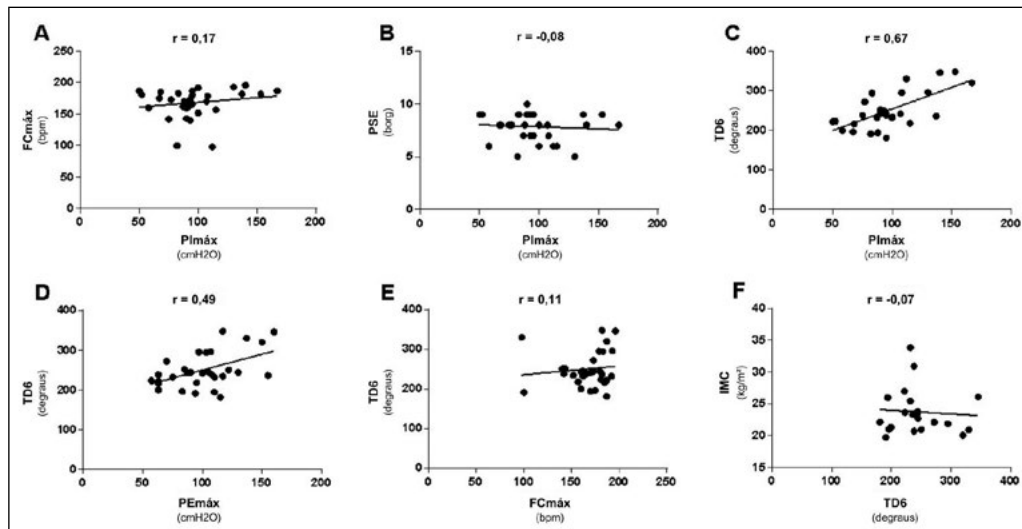 A
r = 0,17
FCmáx
(bpm)
250
200
150
100
50
0
0 50 100 150 200
PImáx
(cmH2O)
B
r = -0,08
PSE
(borg)
15
10
5
0
0 50 100 150 200
PImáx
(cmH2O)
C
r = 0,67
TD6
(degraus)
400
300
200
100
0
0 50 100 150 200
PImáx
(cmH2O)
D
r = 0,49
TD6
(degraus)
400
300
200
100
0
0 50 100 150 200
PEmáx
(cmH2O)
E
r = 0,11
TD6
(degraus)
400
300
200
100
0
0 50 100 150 200 250
FCmáx
(bpm)
F
r = -0,07
IMC
(kg/m²)
40
35
30
25
20
15
0 100 200 300 400
TD6
(degraus)